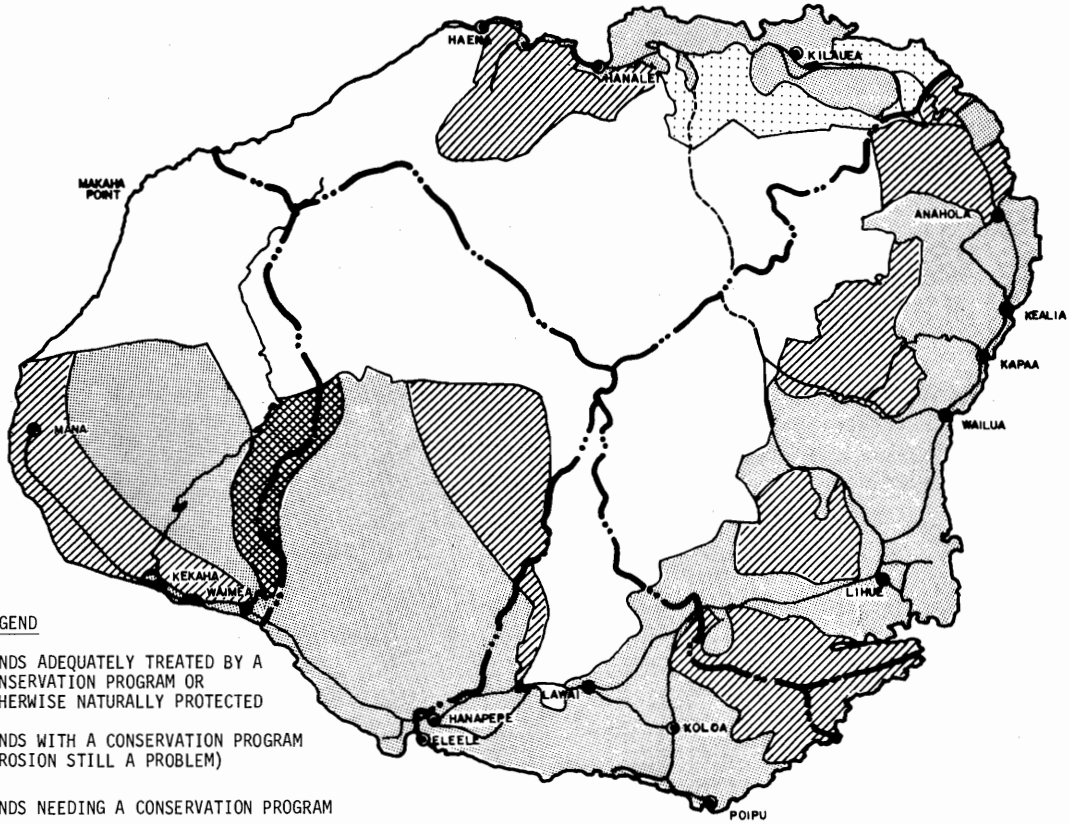 HAENA
HANALEI
KILAUEA
MAKAHA
POINT
ANAHOLA
KEALIA
KAPAA
WAILUA
MANA
KEKAHA
WAIMEA
LIHUE
GEND
NDS ADEQUATELY TREATED BY A
NSERVATION PROGRAM OR
HERWISE NATURALLY PROTECTED
LAWAI
HANAPEPE
KOLOA
ELEELE
NDS WITH A CONSERVATION PROGRAM
ROSION STILL A PROBLEM)
NDS NEEDING A CONSERVATION PROGRAM
POIPU